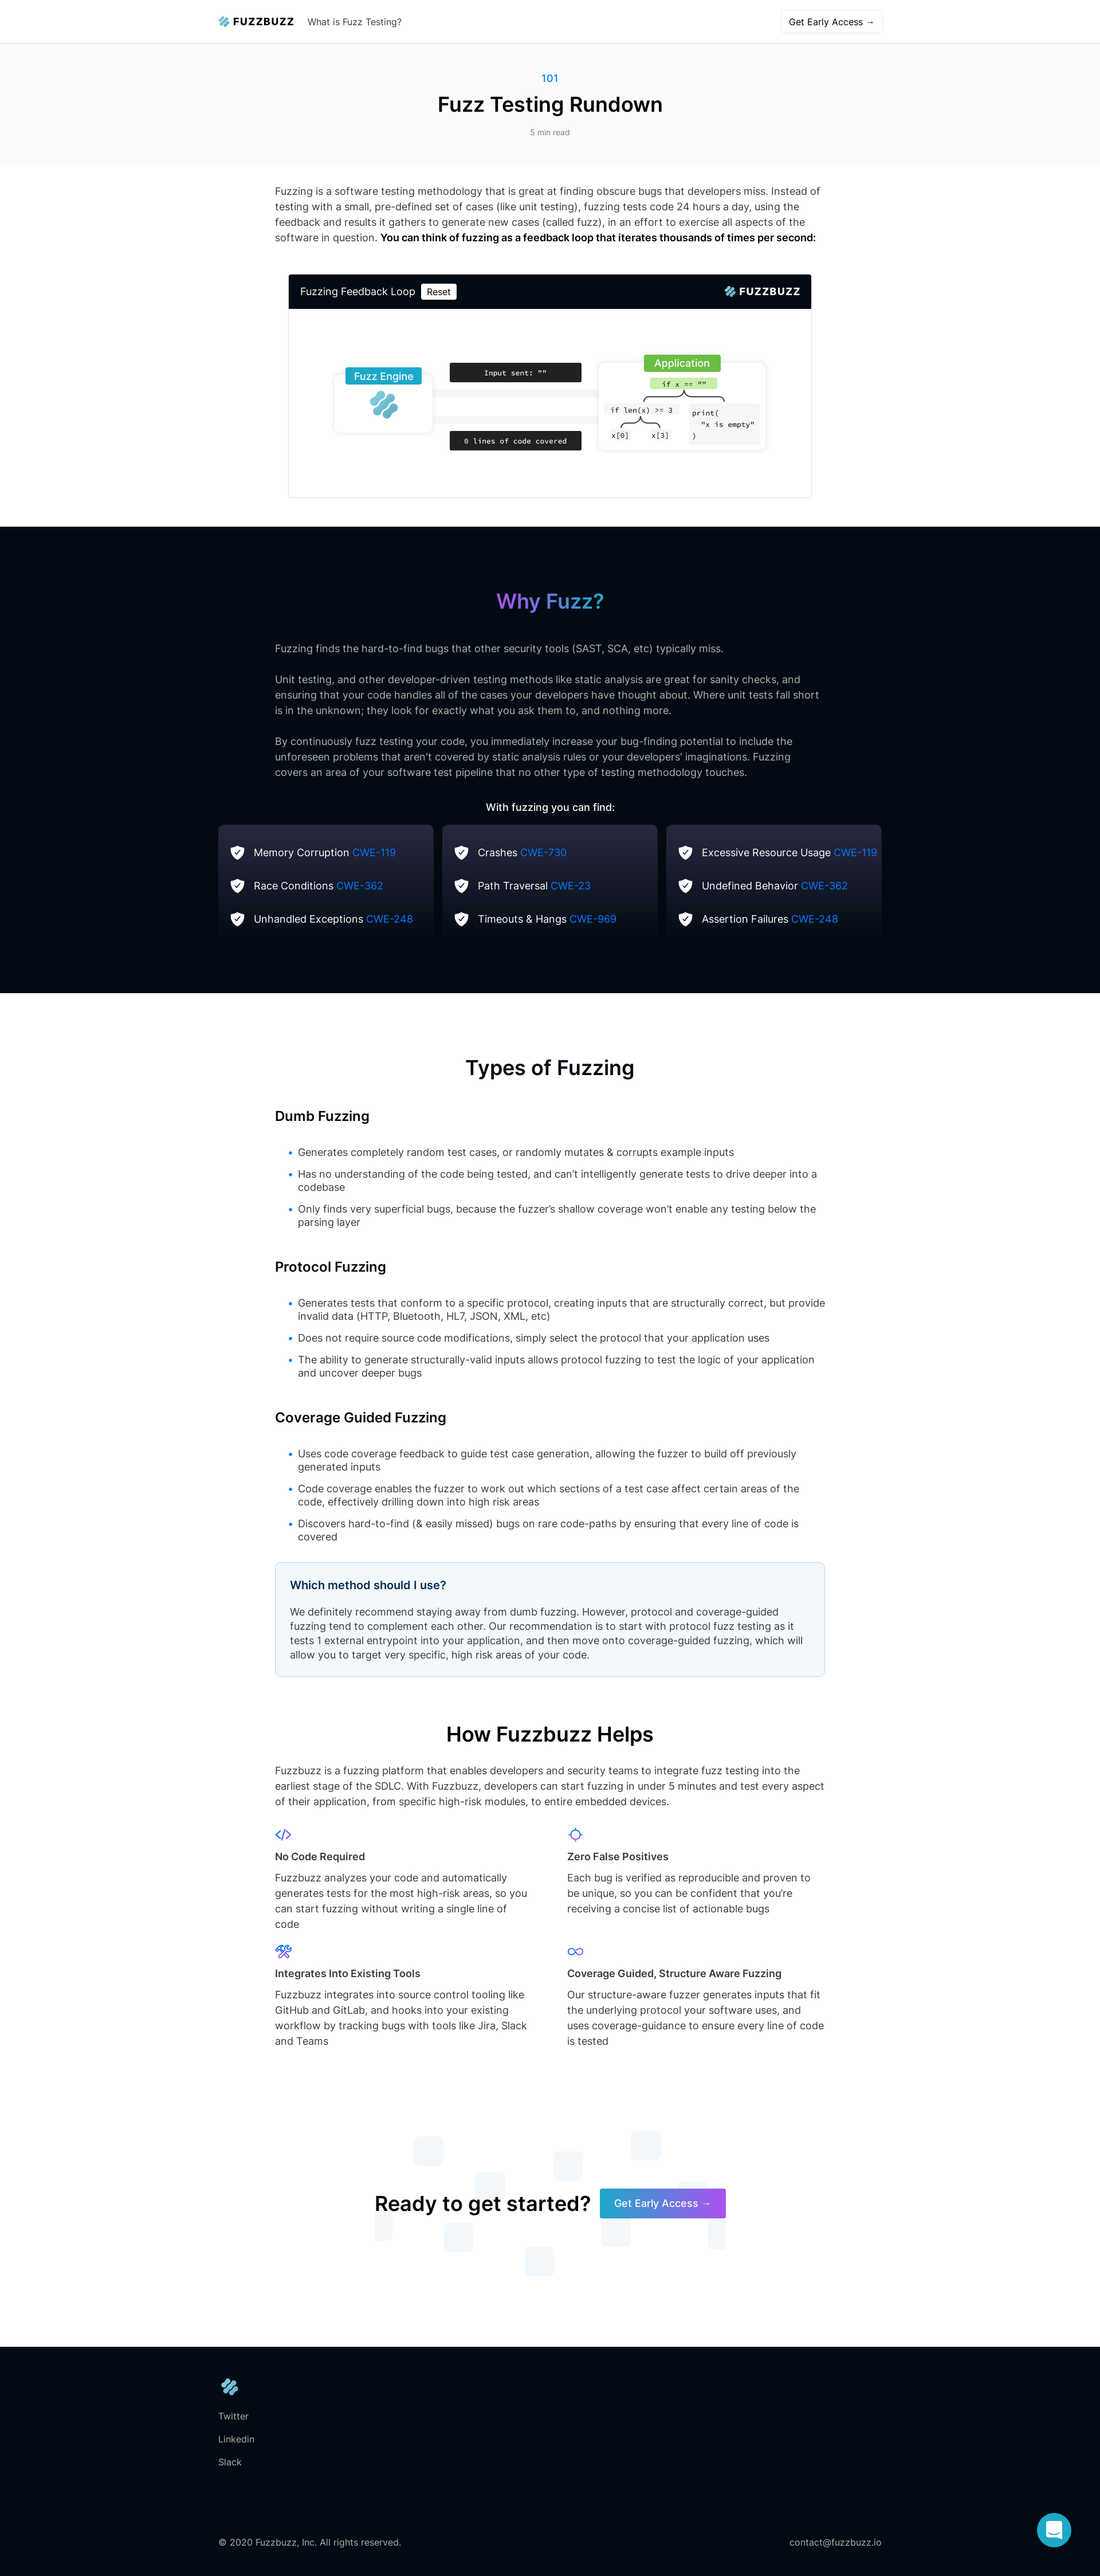 FUZZBUZZ What is Fuzz Testing? Get Early Access →
101
Fuzz Testing Rundown
5 min read
Fuzzing is a software testing methodology that is great at finding obscure bugs that developers miss. Instead of
testing with a small, pre-defined set of cases (like unit testing), fuzzing tests code 24 hours a day, using the
feedback and results it gathers to generate new cases (called fuzz), in an effort to exercise all aspects of the
software in question. You can think of fuzzing as a feedback loop that iterates thousands of times per second:
Fuzzing Feedback Loop Reset FUZZBUZZ
Fuzz Engine
Input sent: ""
0 lines of code covered
Application
if x == ""
if len(x) >= 3
x[0] x[3]
print(
"x is empty"
)
Why Fuzz?
Fuzzing finds the hard-to-find bugs that other security tools (SAST, SCA, etc) typically miss.
Unit testing, and other developer-driven testing methods like static analysis are great for sanity checks, and
ensuring that your code handles all of the cases your developers have thought about. Where unit tests fall short
is in the unknown; they look for exactly what you ask them to, and nothing more.
By continuously fuzz testing your code, you immediately increase your bug-finding potential to include the
unforeseen problems that aren't covered by static analysis rules or your developers' imaginations. Fuzzing
covers an area of your software test pipeline that no other type of testing methodology touches.
With fuzzing you can find:
Memory Corruption CWE-119
Race Conditions CWE-362
Unhandled Exceptions CWE-248
Crashes CWE-730
Path Traversal CWE-23
Timeouts & Hangs CWE-969
Excessive Resource Usage CWE-119
Undefined Behavior CWE-362
Assertion Failures CWE-248
Types of Fuzzing
Dumb Fuzzing
• Generates completely random test cases, or randomly mutates & corrupts example inputs
• Has no understanding of the code being tested, and can’t intelligently generate tests to drive deeper into a
codebase
• Only finds very superficial bugs, because the fuzzer’s shallow coverage won’t enable any testing below the
parsing layer
Protocol Fuzzing
• Generates tests that conform to a specific protocol, creating inputs that are structurally correct, but provide
invalid data (HTTP, Bluetooth, HL7, JSON, XML, etc)
• Does not require source code modifications, simply select the protocol that your application uses
• The ability to generate structurally-valid inputs allows protocol fuzzing to test the logic of your application
and uncover deeper bugs
Coverage Guided Fuzzing
• Uses code coverage feedback to guide test case generation, allowing the fuzzer to build off previously
generated inputs
• Code coverage enables the fuzzer to work out which sections of a test case affect certain areas of the
code, effectively drilling down into high risk areas
• Discovers hard-to-find (& easily missed) bugs on rare code-paths by ensuring that every line of code is
covered
Which method should I use?
We definitely recommend staying away from dumb fuzzing. However, protocol and coverage-guided
fuzzing tend to complement each other. Our recommendation is to start with protocol fuzz testing as it
tests 1 external entrypoint into your application, and then move onto coverage-guided fuzzing, which will
allow you to target very specific, high risk areas of your code.
How Fuzzbuzz Helps
Fuzzbuzz is a fuzzing platform that enables developers and security teams to integrate fuzz testing into the
earliest stage of the SDLC. With Fuzzbuzz, developers can start fuzzing in under 5 minutes and test every aspect
of their application, from specific high-risk modules, to entire embedded devices.
No Code Required
Fuzzbuzz analyzes your code and automatically
generates tests for the most high-risk areas, so you
can start fuzzing without writing a single line of
code
Zero False Positives
Each bug is verified as reproducible and proven to
be unique, so you can be confident that you’re
receiving a concise list of actionable bugs
Integrates Into Existing Tools
Fuzzbuzz integrates into source control tooling like
GitHub and GitLab, and hooks into your existing
workflow by tracking bugs with tools like Jira, Slack
and Teams
Coverage Guided, Structure Aware Fuzzing
Our structure-aware fuzzer generates inputs that fit
the underlying protocol your software uses, and
uses coverage-guidance to ensure every line of code
is tested
Ready to get started? Get Early Access →
Twitter
Linkedin
Slack
© 2020 Fuzzbuzz, Inc. All rights reserved. contact@fuzzbuzz.io